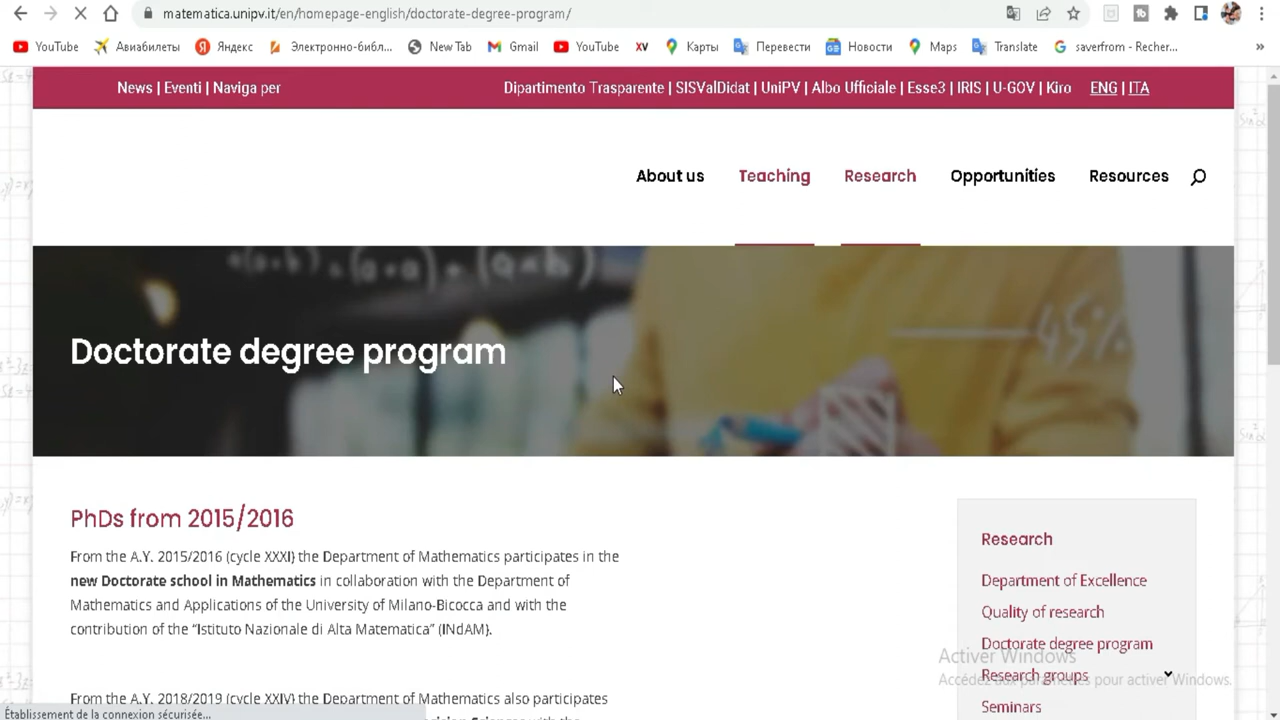 matematica.unipv.it/en/homepage-english/doctorate-degree-program/
YouTube Авиабилеты Яндекс Электронно-библ... New Tab Gmail YouTube XV Карты Перевести Новости Maps Translate saverfrom - Recher... »
News | Eventi | Naviga per
Dipartimento Trasparente | SISValDidat | UniPV | Albo Ufficiale | Esse3 | IRIS | U-GOV | Kiro ENG | ITA
About us Teaching Research Opportunities Resources
45%
Doctorate degree program
PhDs from 2015/2016
From the A.Y. 2015/2016 (cycle XXXI) the Department of Mathematics participates in the
new Doctorate school in Mathematics in collaboration with the Department of
Mathematics and Applications of the University of Milano-Bicocca and with the
contribution of the “Istituto Nazionale di Alta Matematica” (INdAM).
From the A.Y. 2018/2019 (cycle XXIV) the Department of Mathematics also participates
Research
Department of Excellence
Quality of research
Doctorate degree program
Research groups
Seminars
Activer Windows
Accédez aux paramètres pour activer Windows.
Établissement de la connexion sécurisée...